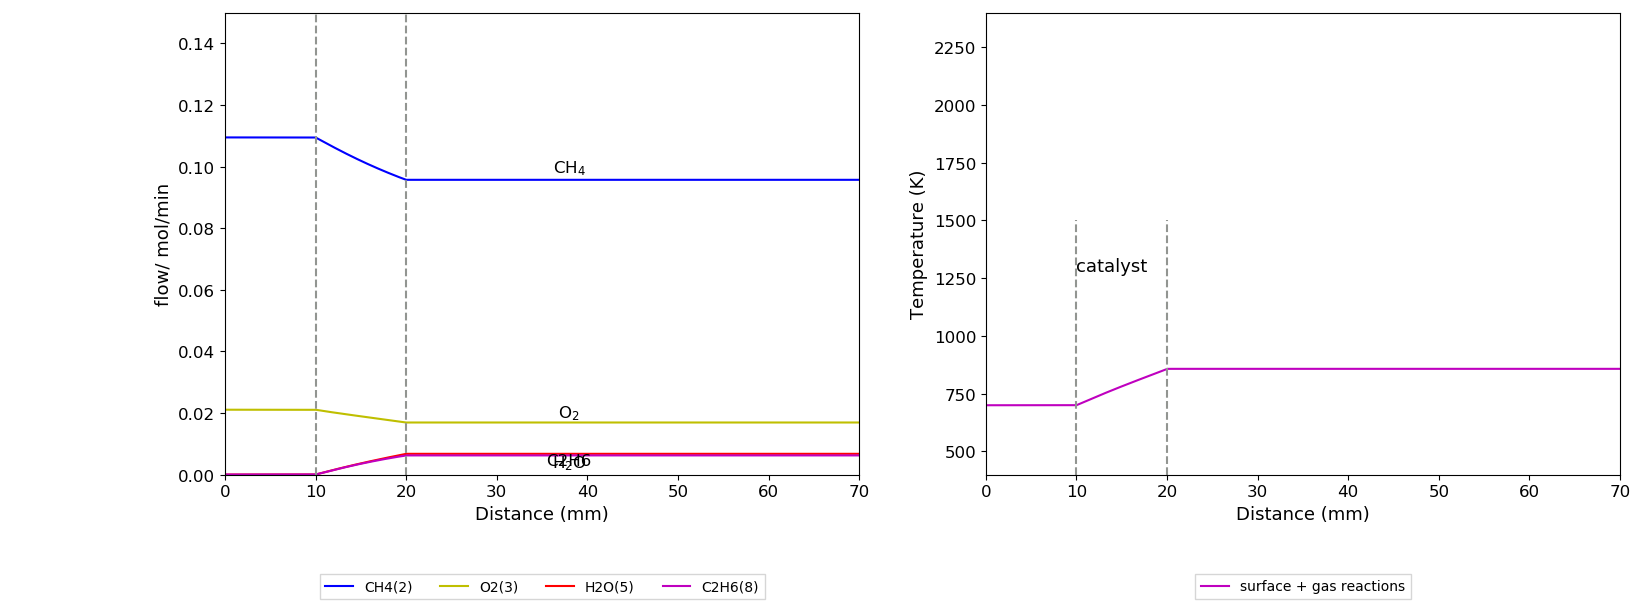 0.14
0.12
0.10
0.08
0.06
0.04
0.02
0.00
flow/ mol/min
CH₄
O₂
C2H6
H₂O
0 10 20 30 40 50 60 70
Distance (mm)
CH4(2) O2(3) H2O(5) C2H6(8)
2250
2000
1750
1500
1250
1000
750
500
Temperature (K)
catalyst
0 10 20 30 40 50 60 70
Distance (mm)
surface + gas reactions